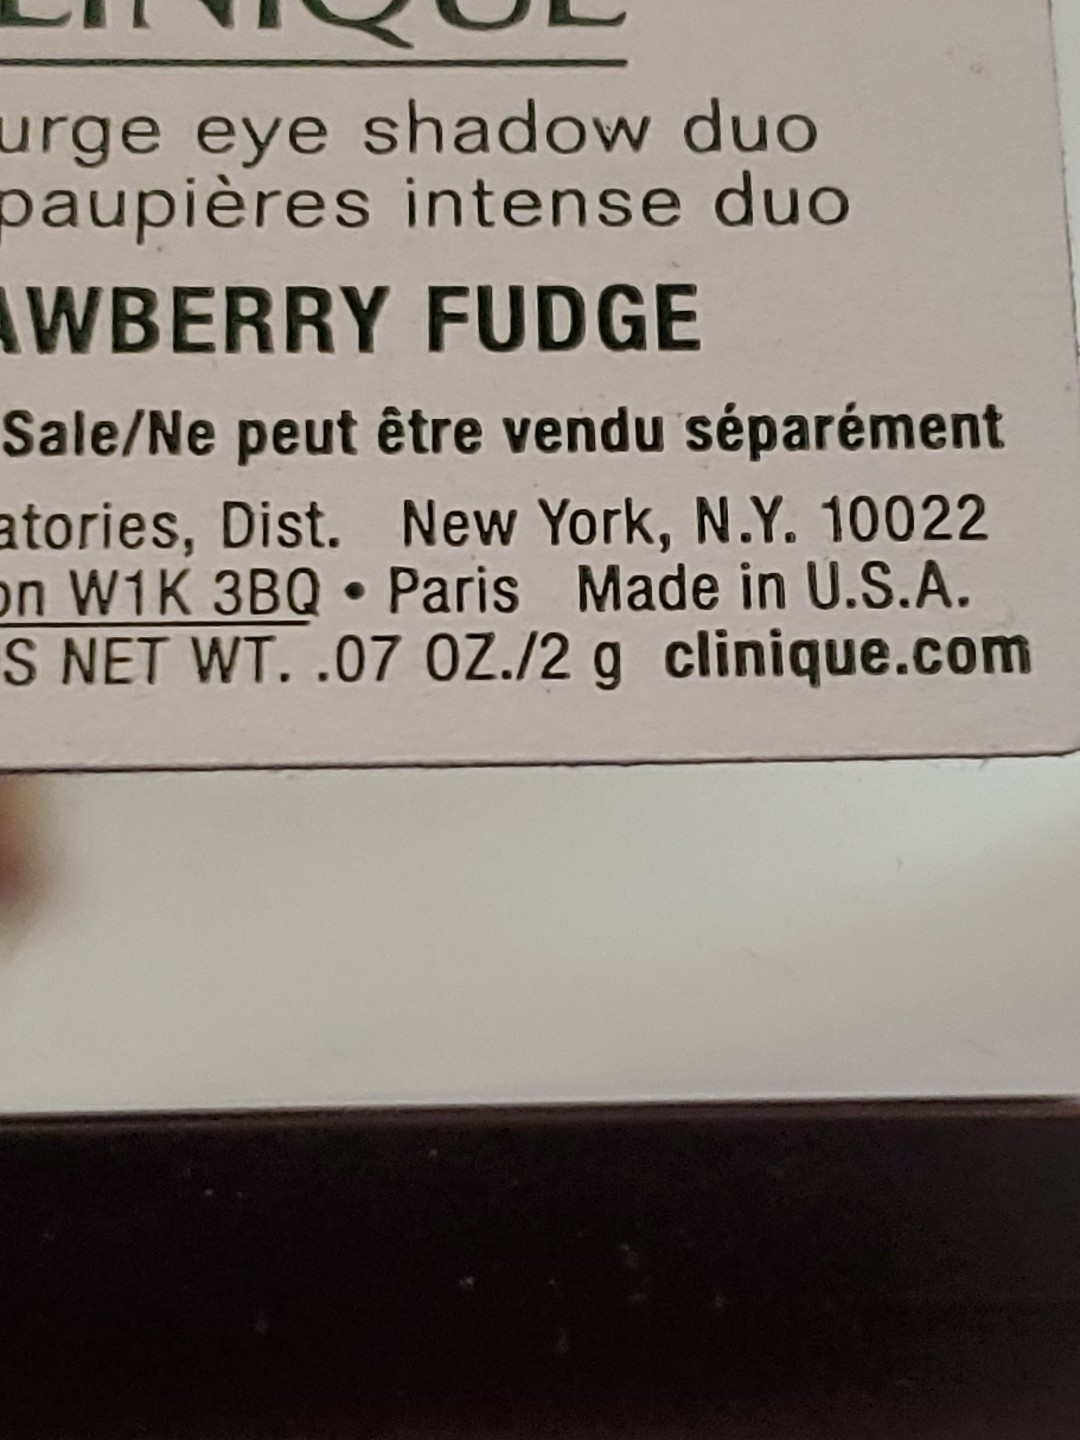 CLINIQUE
urge eye shadow duo
paupières intense duo
AWBERRY FUDGE
Sale/Ne peut être vendu séparément
atories, Dist. New York, N.Y. 10022
on W1K 3BQ • Paris Made in U.S.A.
S NET WT. .07 OZ./2 g clinique.com